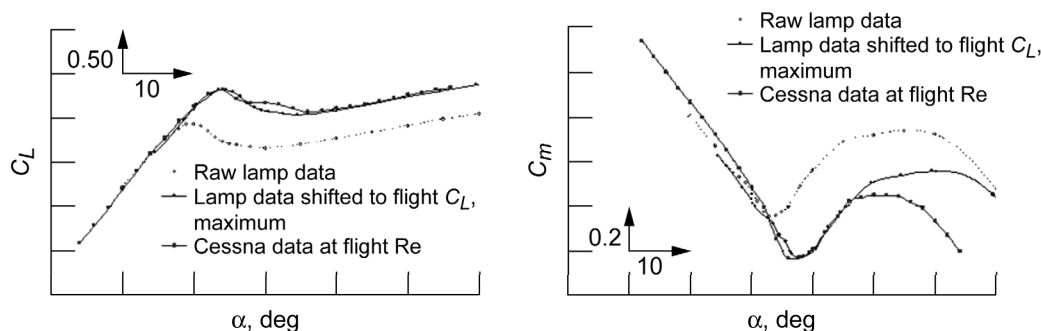 0.50
10
C_L
Raw lamp data
Lamp data shifted to flight C_L,
maximum
Cessna data at flight Re
α, deg
Raw lamp data
Lamp data shifted to flight C_L,
maximum
Cessna data at flight Re
C_m
0.2
10
α, deg